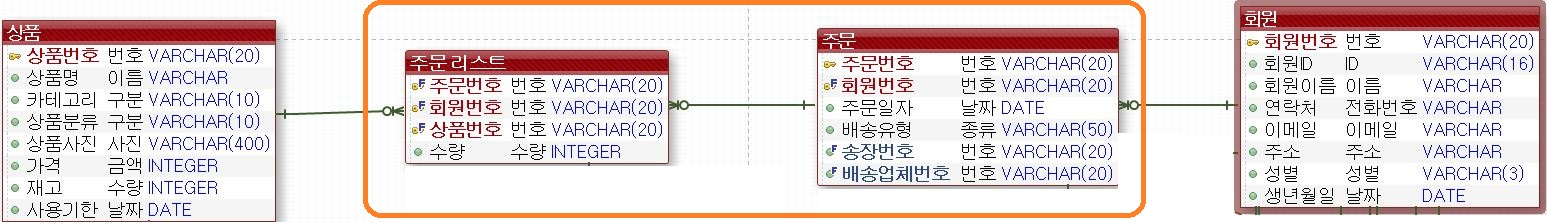 상품
상품번호 번호 VARCHAR(20)
상품명 이름 VARCHAR
카테고리 구분 VARCHAR(10)
상품분류 구분 VARCHAR(10)
상품사진 사진 VARCHAR(400)
가격 금액 INTEGER
재고 수량 INTEGER
사용기한 날짜 DATE
주문 리스트
주문번호 번호 VARCHAR(20)
회원번호 번호 VARCHAR(20)
상품번호 번호 VARCHAR(20)
수량 수량 INTEGER
주문
주문번호 번호 VARCHAR(20)
회원번호 번호 VARCHAR(20)
주문일자 날짜 DATE
배송유형 종류 VARCHAR(50)
송장번호 번호 VARCHAR(20)
배송업체번호 번호 VARCHAR(20)
회원
회원번호 번호 VARCHAR(20)
회원ID ID VARCHAR(16)
회원이름 이름 VARCHAR
연락처 전화번호 VARCHAR
이메일 이메일 VARCHAR
주소 주소 VARCHAR
성별 성별 VARCHAR(3)
생년월일 날짜 DATE